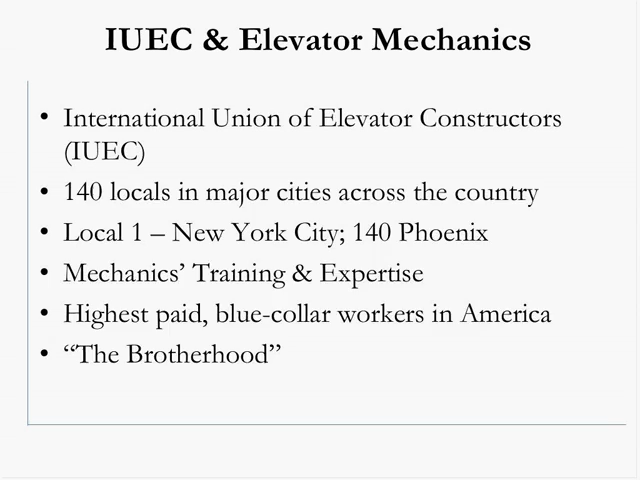 IUEC & Elevator Mechanics
• International Union of Elevator Constructors
(IUEC)
• 140 locals in major cities across the country
• Local 1 – New York City; 140 Phoenix
• Mechanics’ Training & Expertise
• Highest paid, blue-collar workers in America
• “The Brotherhood”